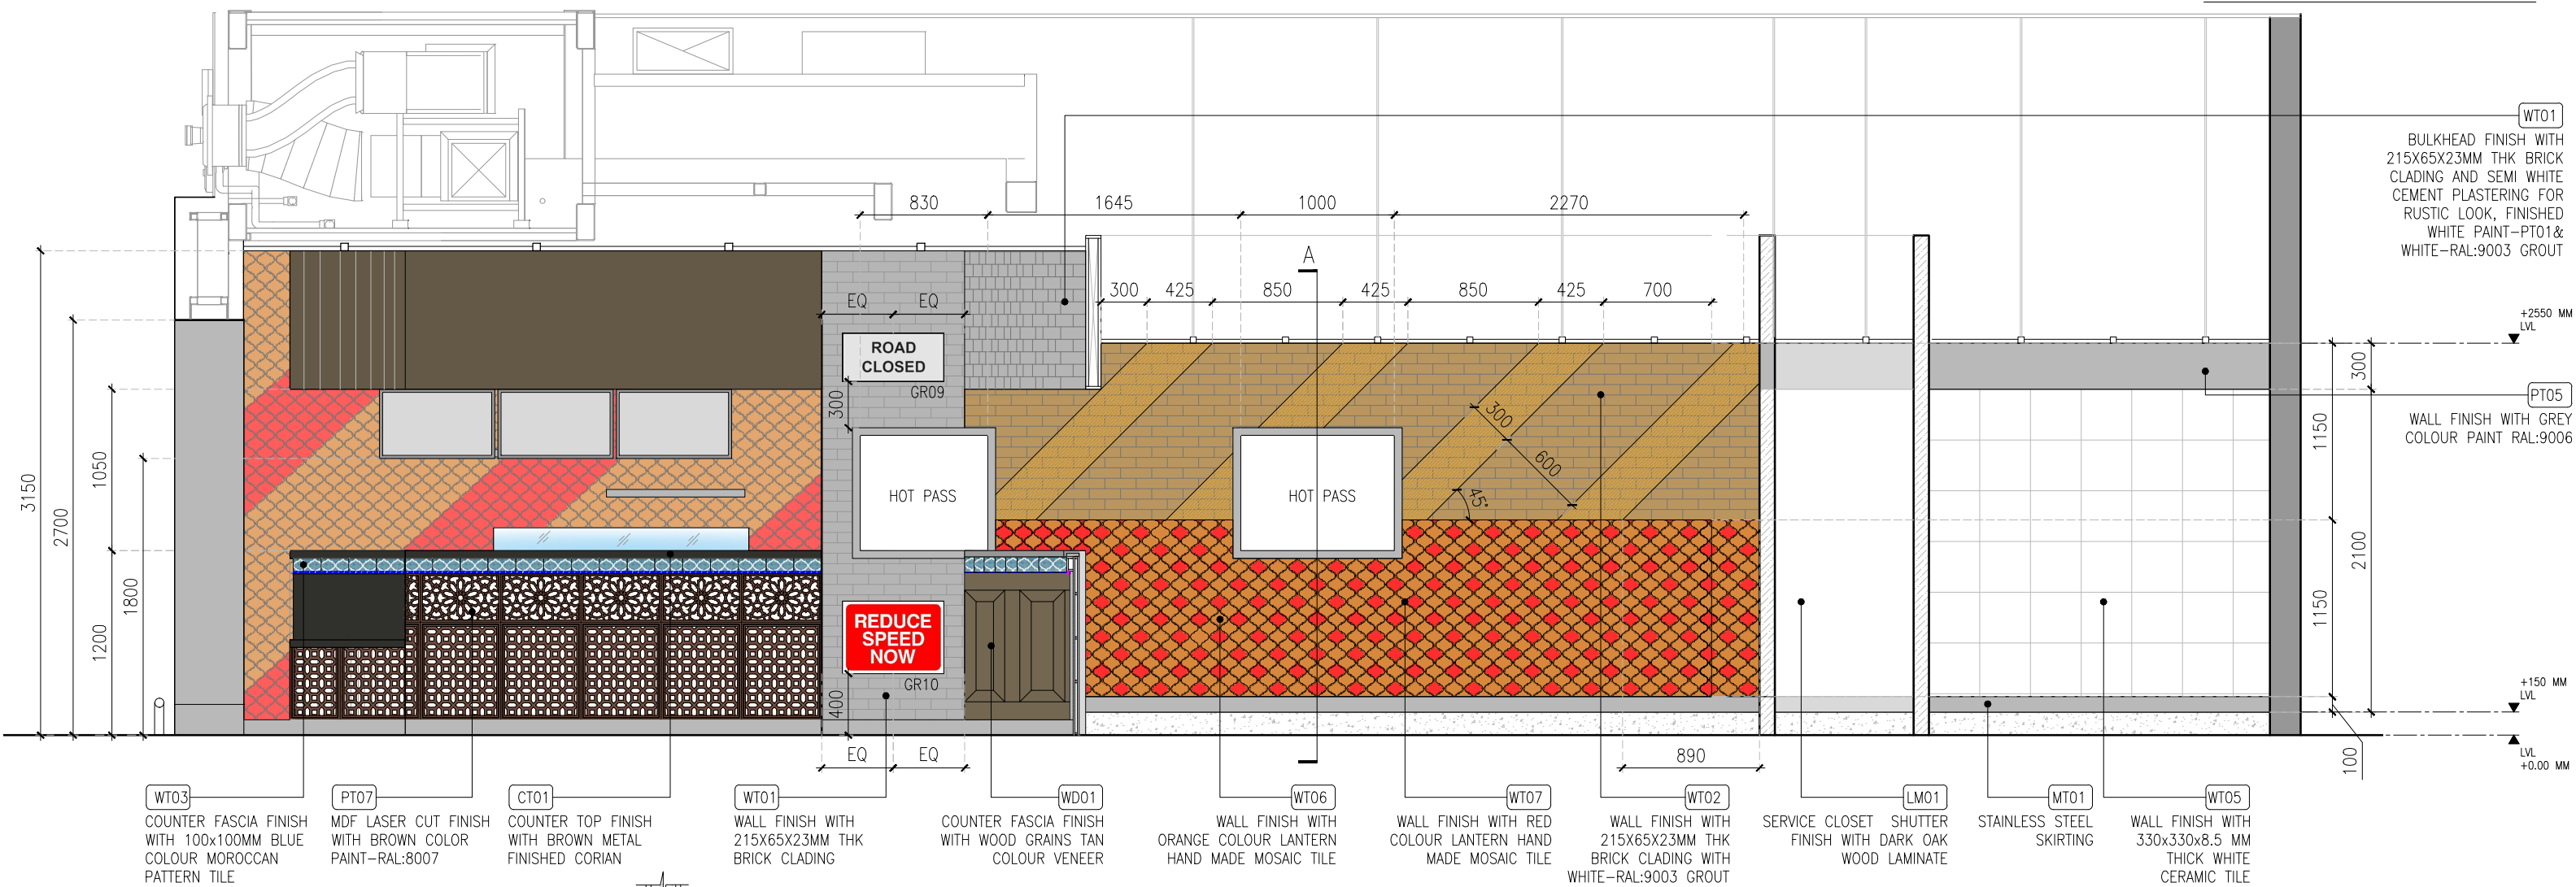 WT01
BULKHEAD FINISH WITH
215X65X23MM THK BRICK
CLADING AND SEMI WHITE
CEMENT PLASTERING FOR
RUSTIC LOOK, FINISHED
WHITE PAINT-PT01&
WHITE-RAL:9003 GROUT
830
1645
1000
2270
A
300
425
850
425
850
425
700
EQ
EQ
ROAD
CLOSED
GR09
300
HOT PASS
HOT PASS
300
600
45°
REDUCE
SPEED
NOW
GR10
400
EQ
EQ
890
3150
2700
1050
1800
1200
+2550 MM
LVL
300
1150
2100
1150
100
PT05
WALL FINISH WITH GREY
COLOUR PAINT RAL:9006
+150 MM
LVL
LVL
+0.00 MM
WT03
COUNTER FASCIA FINISH
WITH 100x100MM BLUE
COLOUR MOROCCAN
PATTERN TILE
PT07
MDF LASER CUT FINISH
WITH BROWN COLOR
PAINT-RAL:8007
CT01
COUNTER TOP FINISH
WITH BROWN METAL
FINISHED CORIAN
WT01
WALL FINISH WITH
215X65X23MM THK
BRICK CLADING
WD01
COUNTER FASCIA FINISH
WITH WOOD GRAINS TAN
COLOUR VENEER
WT06
WALL FINISH WITH
ORANGE COLOUR LANTERN
HAND MADE MOSAIC TILE
WT07
WALL FINISH WITH RED
COLOUR LANTERN HAND
MADE MOSAIC TILE
WT02
WALL FINISH WITH
215X65X23MM THK
BRICK CLADING WITH
WHITE-RAL:9003 GROUT
LM01
SERVICE CLOSET SHUTTER
FINISH WITH DARK OAK
WOOD LAMINATE
MT01
STAINLESS STEEL
SKIRTING
WT05
WALL FINISH WITH
330x330x8.5 MM
THICK WHITE
CERAMIC TILE